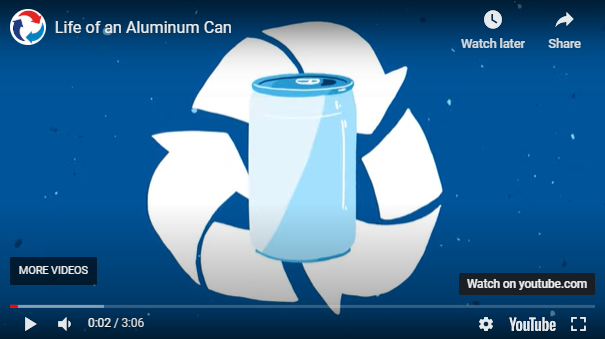 Life of an Aluminum Can
Watch later
Share
MORE VIDEOS
Watch on youtube.com
0:02 / 3:06
YouTube